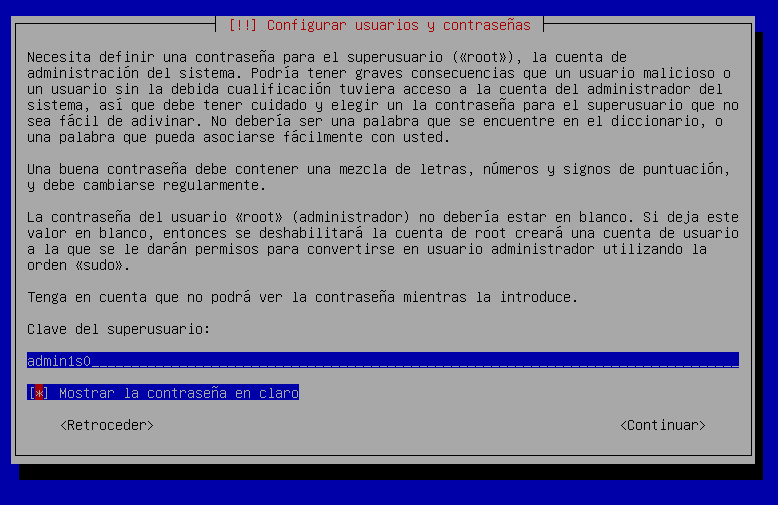 [!!] Configurar usuarios y contraseñas
Necesita definir una contraseña para el superusuario («root»), la cuenta de
administración del sistema. Podría tener graves consecuencias que un usuario malicioso o
un usuario sin la debida cualificación tuviera acceso a la cuenta del administrador del
sistema, así que debe tener cuidado y elegir un la contraseña para el superusuario que no
sea fácil de adivinar. No debería ser una palabra que se encuentre en el diccionario, o
una palabra que pueda asociarse fácilmente con usted.
Una buena contraseña debe contener una mezcla de letras, números y signos de puntuación,
y debe cambiarse regularmente.
La contraseña del usuario «root» (administrador) no debería estar en blanco. Si deja este
valor en blanco, entonces se deshabilitará la cuenta de root creará una cuenta de usuario
a la que se le darán permisos para convertirse en usuario administrador utilizando la
orden «sudo».
Tenga en cuenta que no podrá ver la contraseña mientras la introduce.
Clave del superusuario:
admin1s0
[*] Mostrar la contraseña en claro
<Retroceder> <Continuar>